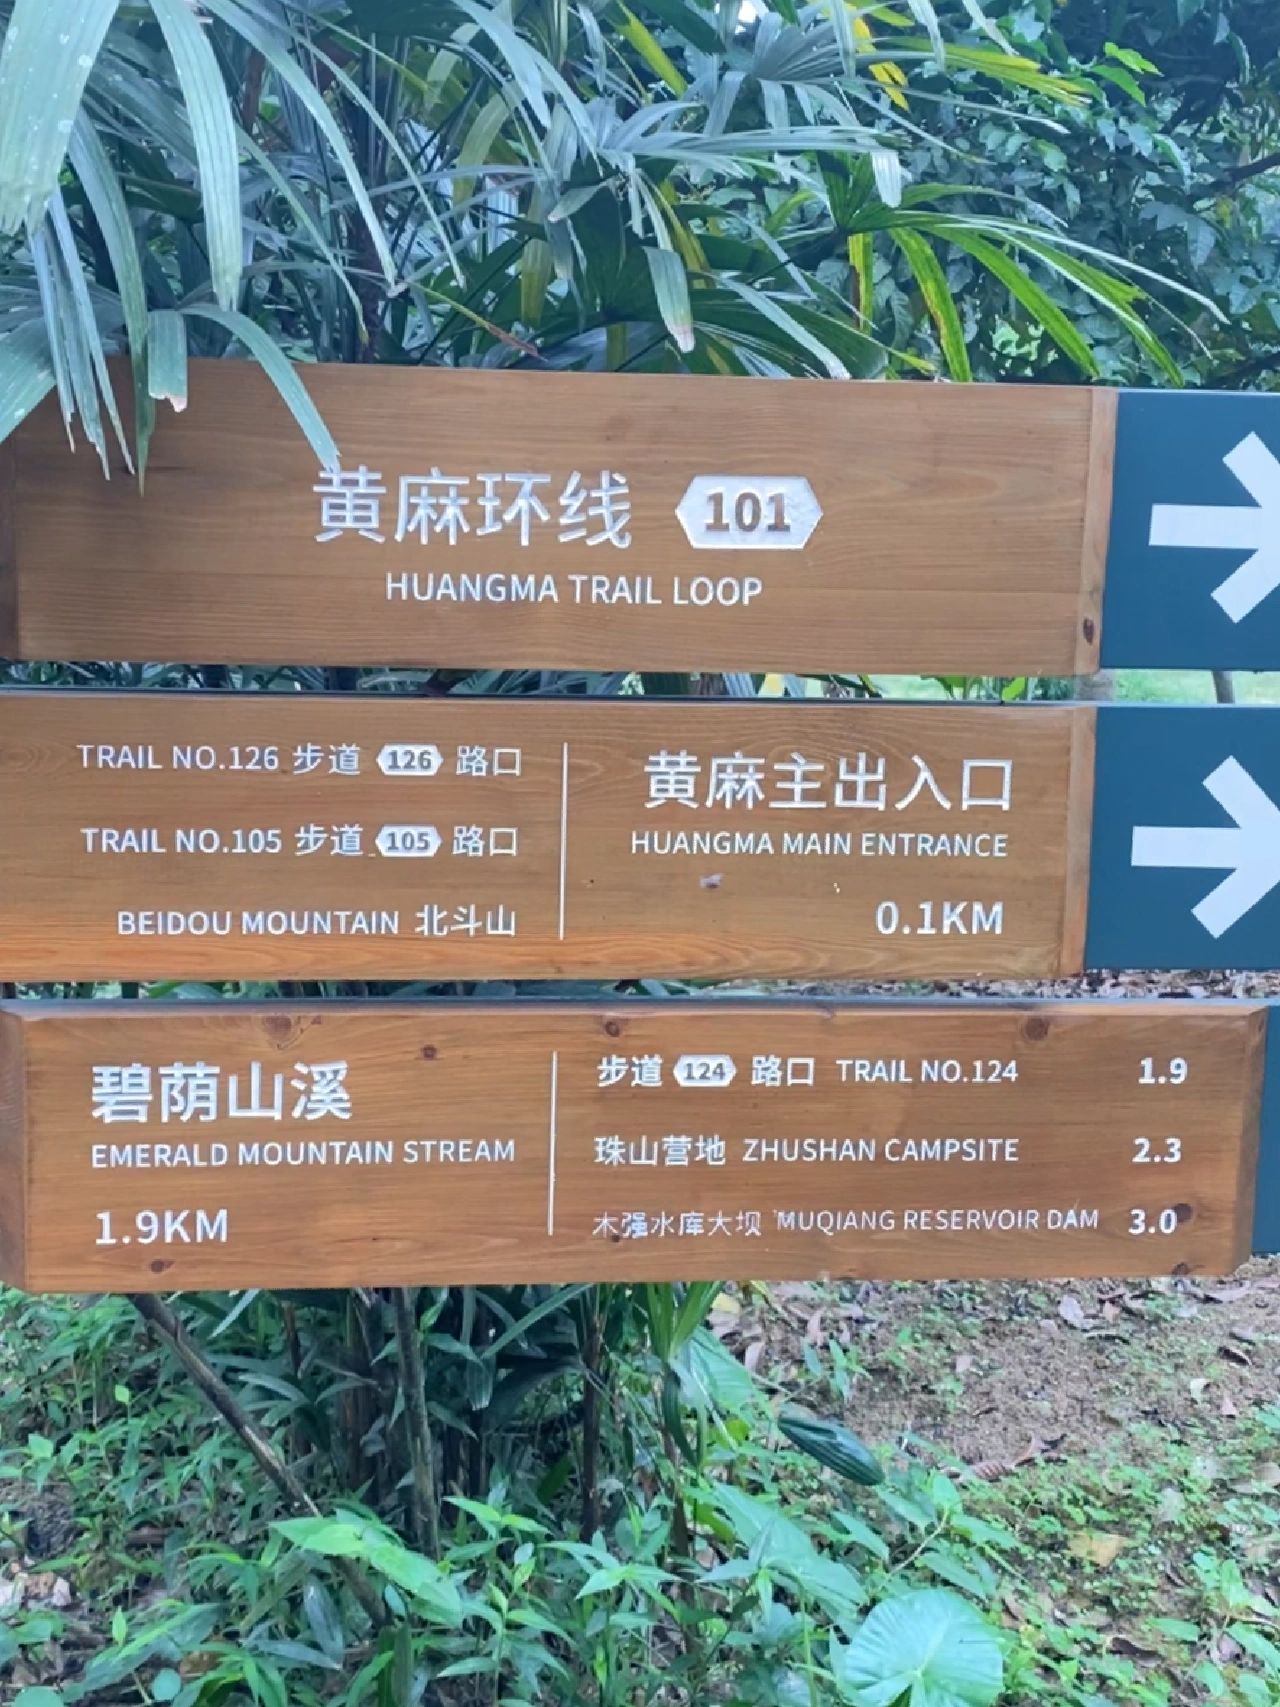 黄麻环线 101
HUANGMA TRAIL LOOP
TRAIL NO.126 步道 126 路口
TRAIL NO.105 步道 105 路口
BEIDOU MOUNTAIN 北斗山
黄麻主出入口
HUANGMA MAIN ENTRANCE
0.1KM
碧荫山溪
EMERALD MOUNTAIN STREAM
1.9KM
步道 124 路口 TRAIL NO.124 1.9
珠山营地 ZHUSHAN CAMPSITE 2.3
木强水库大坝 MUQIANG RESERVOIR DAM 3.0